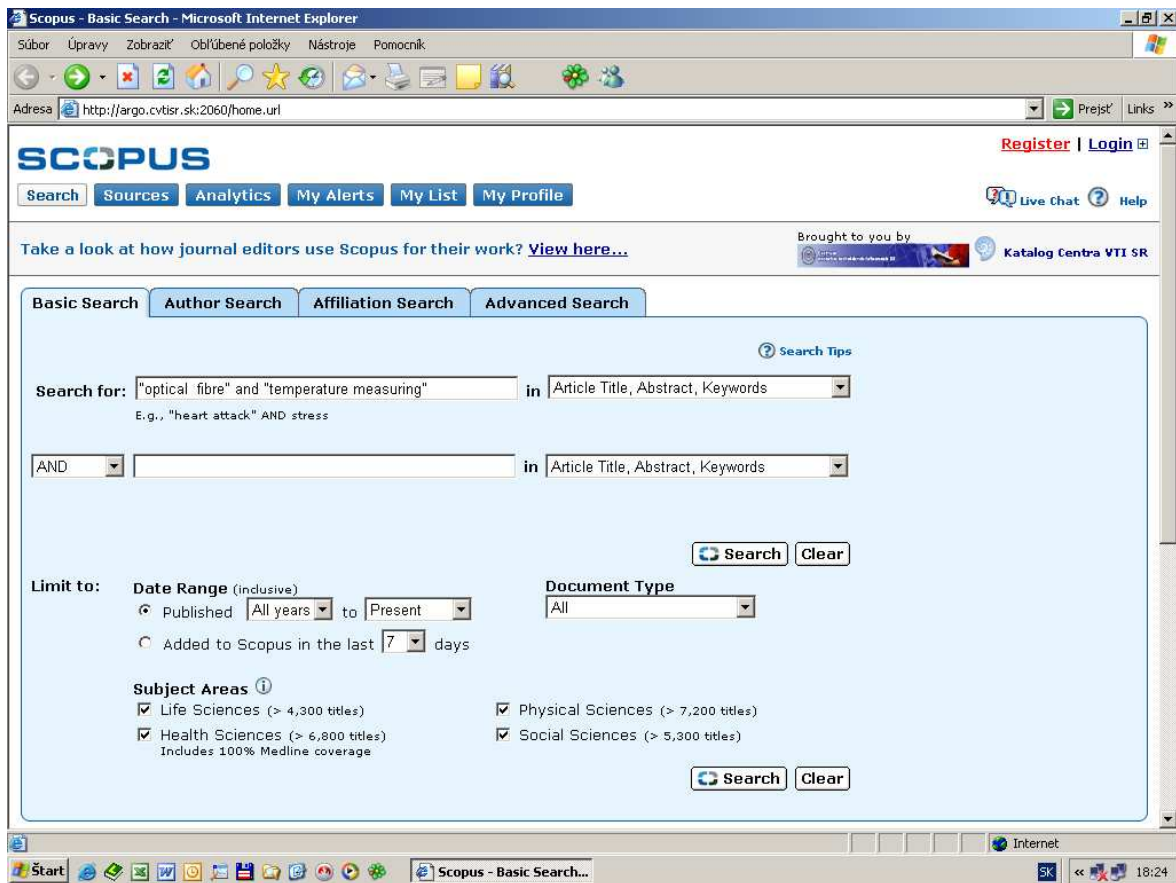 Scopus - Basic Search - Microsoft Internet Explorer
Súbor Úpravy Zobraziť Obľúbené položky Nástroje Pomocník
Adresa http://argo.cvtisr.sk:2060/home.url Prejsť Links »
Register | Login
SCOPUS
Search Sources Analytics My Alerts My List My Profile Live Chat ? Help
Take a look at how journal editors use Scopus for their work? View here...
Brought to you by
Katalog Centra VTI SR
Basic Search Author Search Affiliation Search Advanced Search
? Search Tips
Search for: "optical fibre" and "temperature measuring" in Article Title, Abstract, Keywords
E.g., "heart attack" AND stress
AND in Article Title, Abstract, Keywords
Search Clear
Limit to: Date Range (inclusive) Document Type
Published All years to Present All
Added to Scopus in the last 7 days
Subject Areas i
Life Sciences (> 4,300 titles) Physical Sciences (> 7,200 titles)
Health Sciences (> 6,800 titles) Social Sciences (> 5,300 titles)
Includes 100% Medline coverage
Search Clear
Internet
Štart Scopus - Basic Search... SK « 18:24